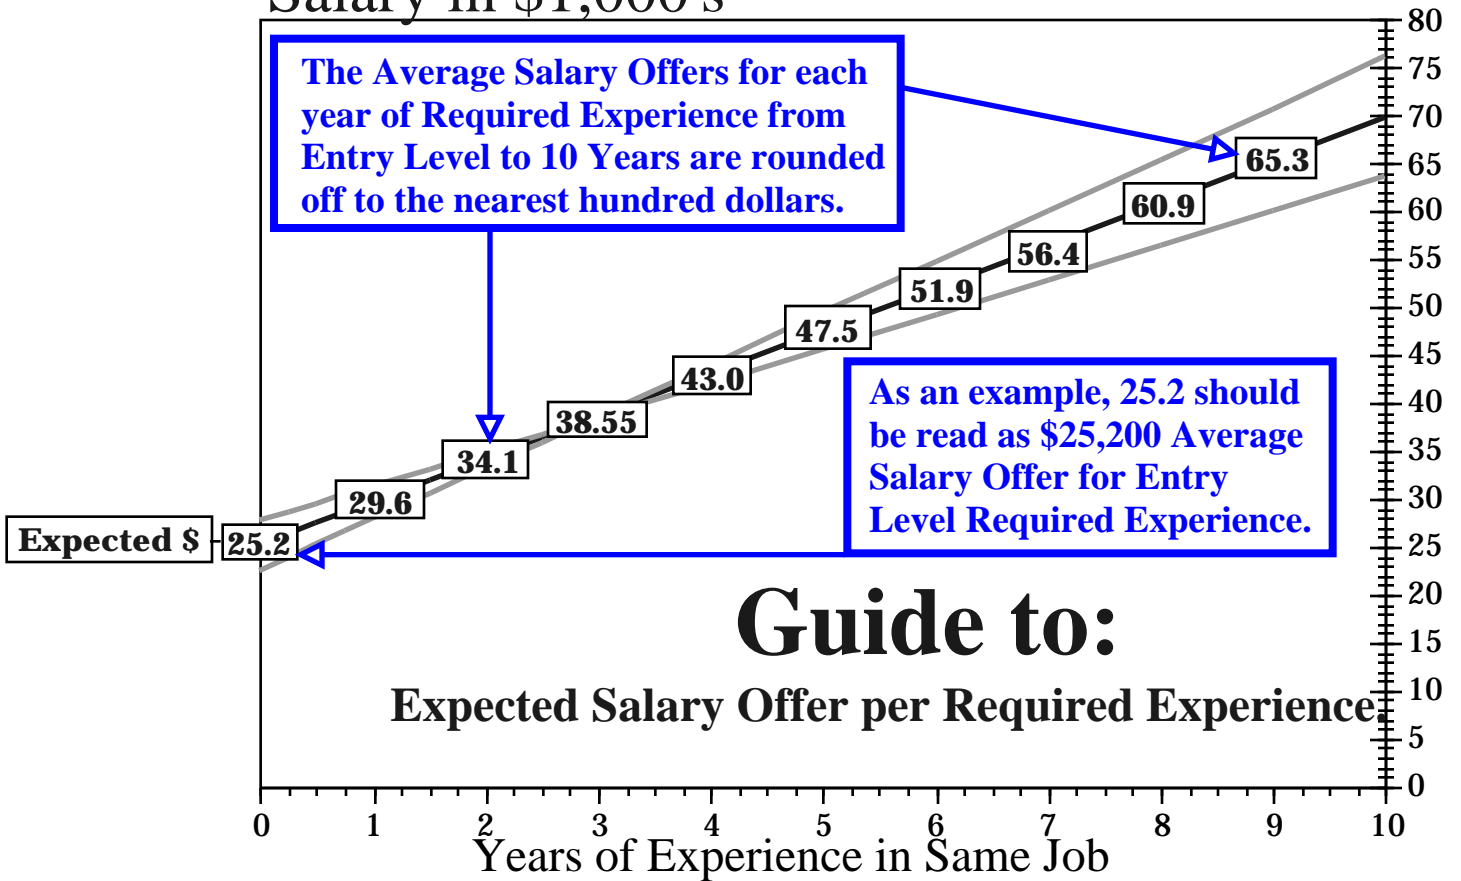 Salary in $1,000's
The Average Salary Offers for each
year of Required Experience from
Entry Level to 10 Years are rounded
off to the nearest hundred dollars.
80
75
70
65
60
55
50
45
40
35
30
25
20
15
10
5
0
65.3
60.9
56.4
51.9
47.5
43.0
38.55
34.1
29.6
Expected $
25.2
As an example, 25.2 should
be read as $25,200 Average
Salary Offer for Entry
Level Required Experience.
Guide to:
Expected Salary Offer per Required Experience.
0 1 2 3 4 5 6 7 8 9 10
Years of Experience in Same Job